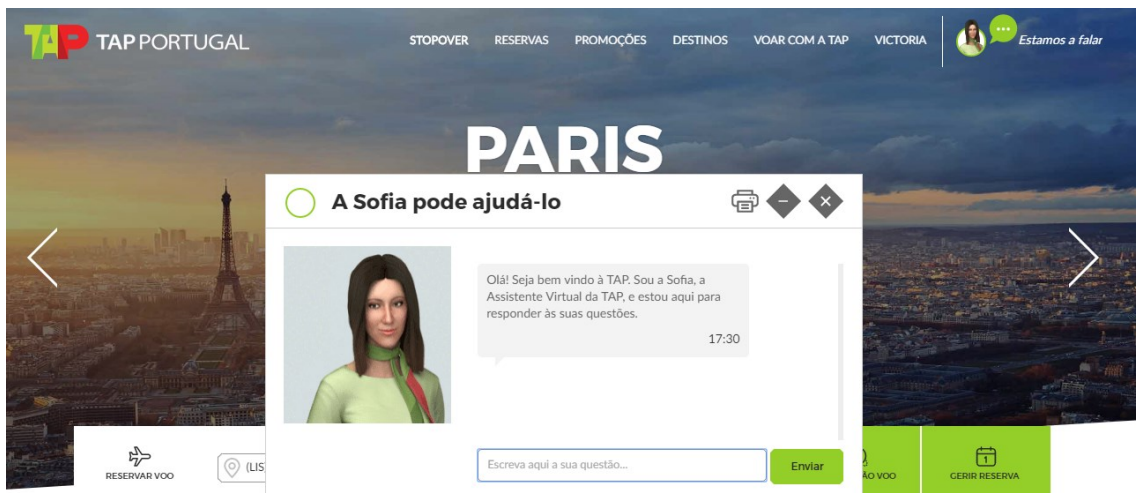 TAP TAP PORTUGAL
STOPOVER RESERVAS PROMOÇÕES DESTINOS VOAR COM A TAP VICTORIA Estamos a falar
PARIS
A Sofia pode ajudá-lo
Olá! Seja bem vindo à TAP. Sou a Sofia, a
Assistente Virtual da TAP, e estou aqui para
responder às suas questões.
17:30
RESERVAR VOO
(LIS
Escreva aqui a sua questão...
Enviar
ÃO VOO
1
GERIR RESERVA